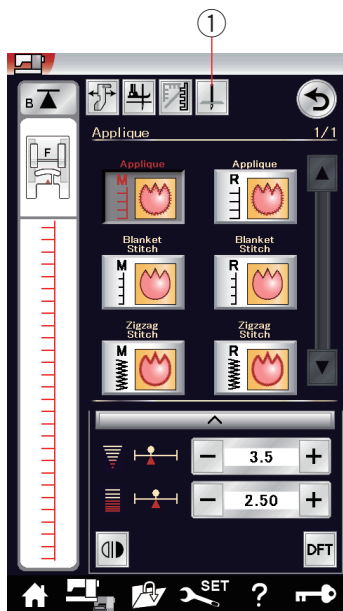 1
B
F
Applique 1/1
Applique Applique
M R
Blanket Blanket
Stitch Stitch
M R
Zigzag Zigzag
Stitch Stitch
M R
− 3.5 +
− 2.50 +
DFT
SET ?